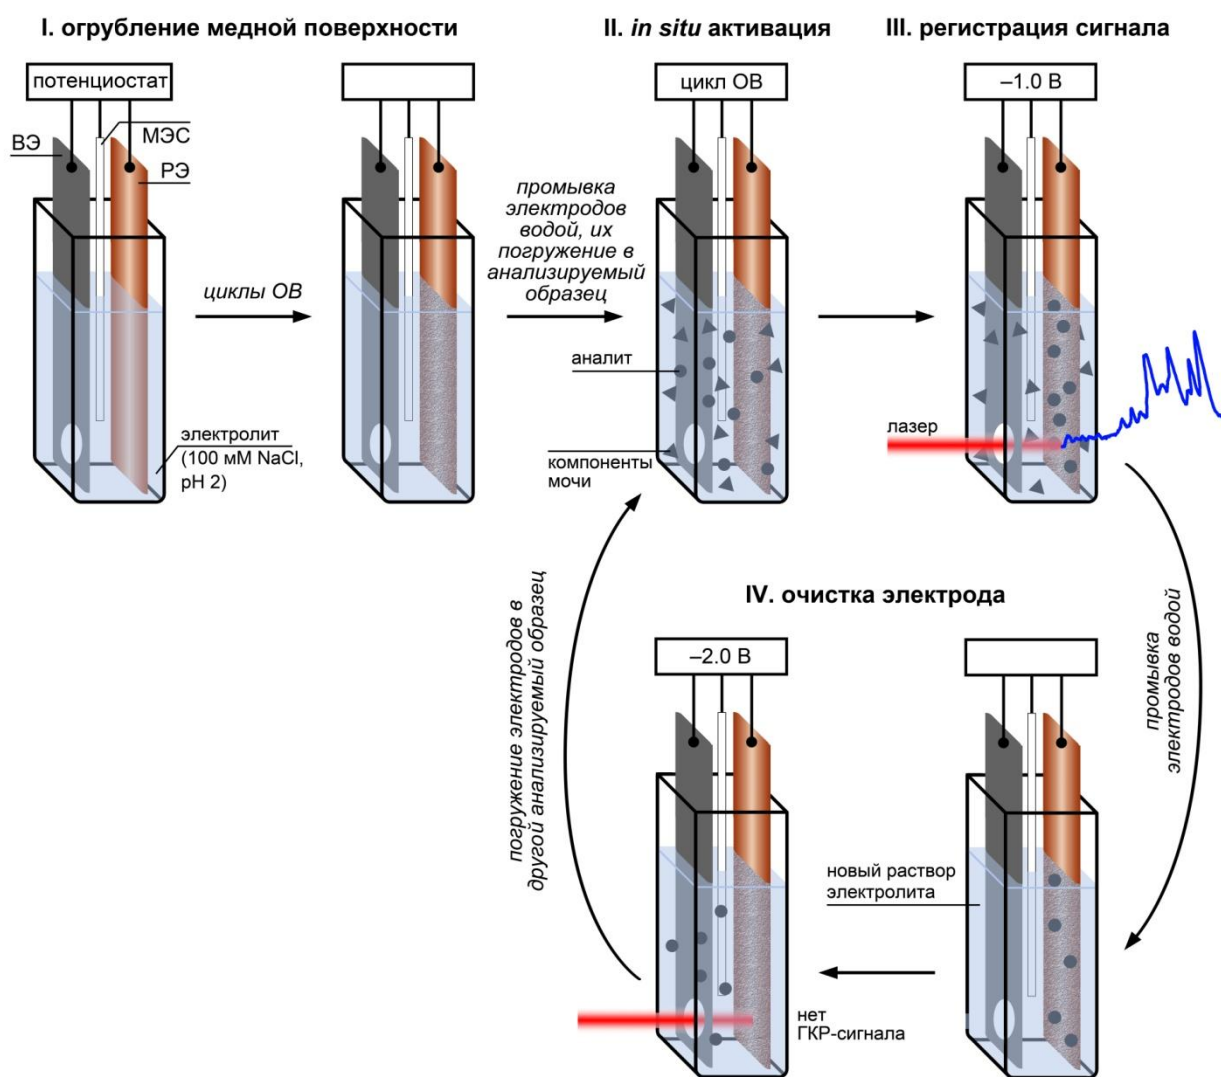 I. огрубление медной поверхности
II. in situ активация
III. регистрация сигнала
потенциостат
цикл ОВ
–1.0 В
ВЭ
МЭС
РЭ
промывка
электродов
водой, их
погружение в
анализируемый
образец
циклы ОВ
аналит
лазер
электролит
(100 мМ NaCl,
pH 2)
компоненты
мочи
IV. очистка электрода
погружение электродов в
другой анализируемый образец
–2.0 В
промывка
электродов водой
новый раствор
электролита
нет
ГКР-сигнала